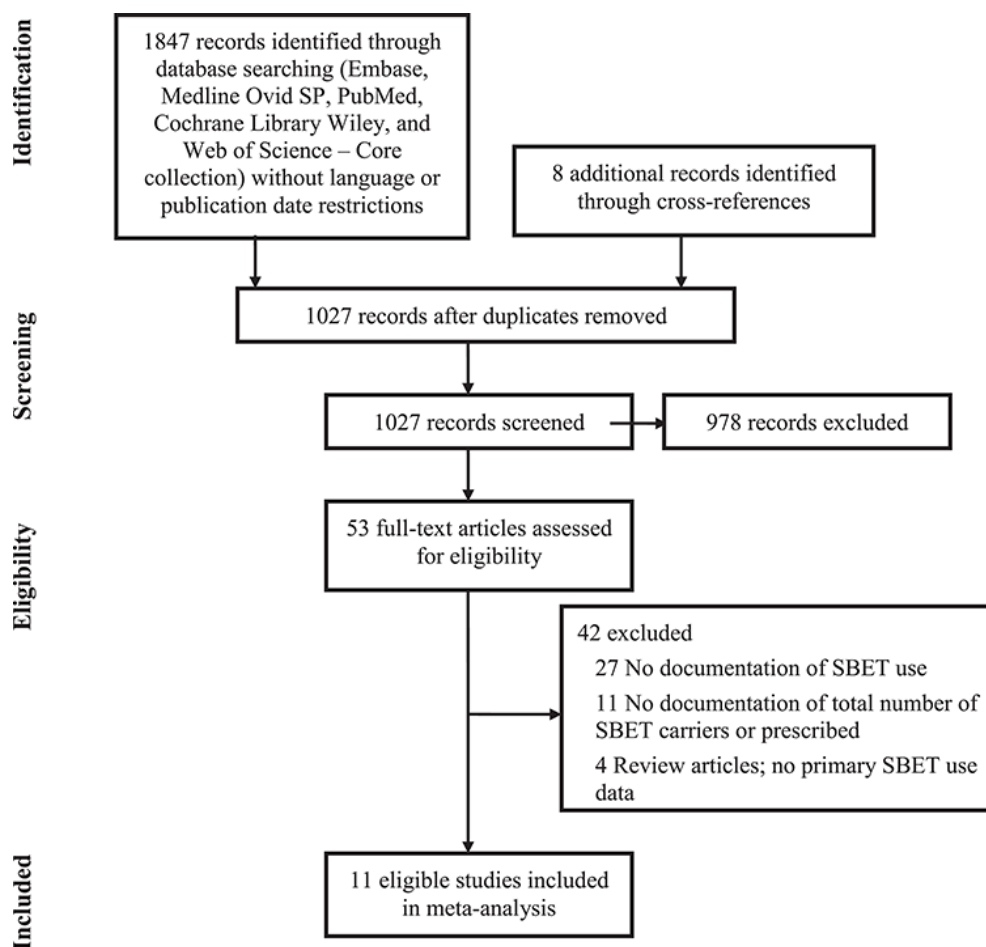 Identification
1847 records identified through
database searching (Embase,
Medline Ovid SP, PubMed,
Cochrane Library Wiley, and
Web of Science – Core
collection) without language or
publication date restrictions
8 additional records identified
through cross-references
Screening
1027 records after duplicates removed
1027 records screened
978 records excluded
Eligibility
53 full-text articles assessed
for eligibility
42 excluded
27 No documentation of SBET use
11 No documentation of total number of
SBET carriers or prescribed
4 Review articles; no primary SBET use
data
Included
11 eligible studies included
in meta-analysis